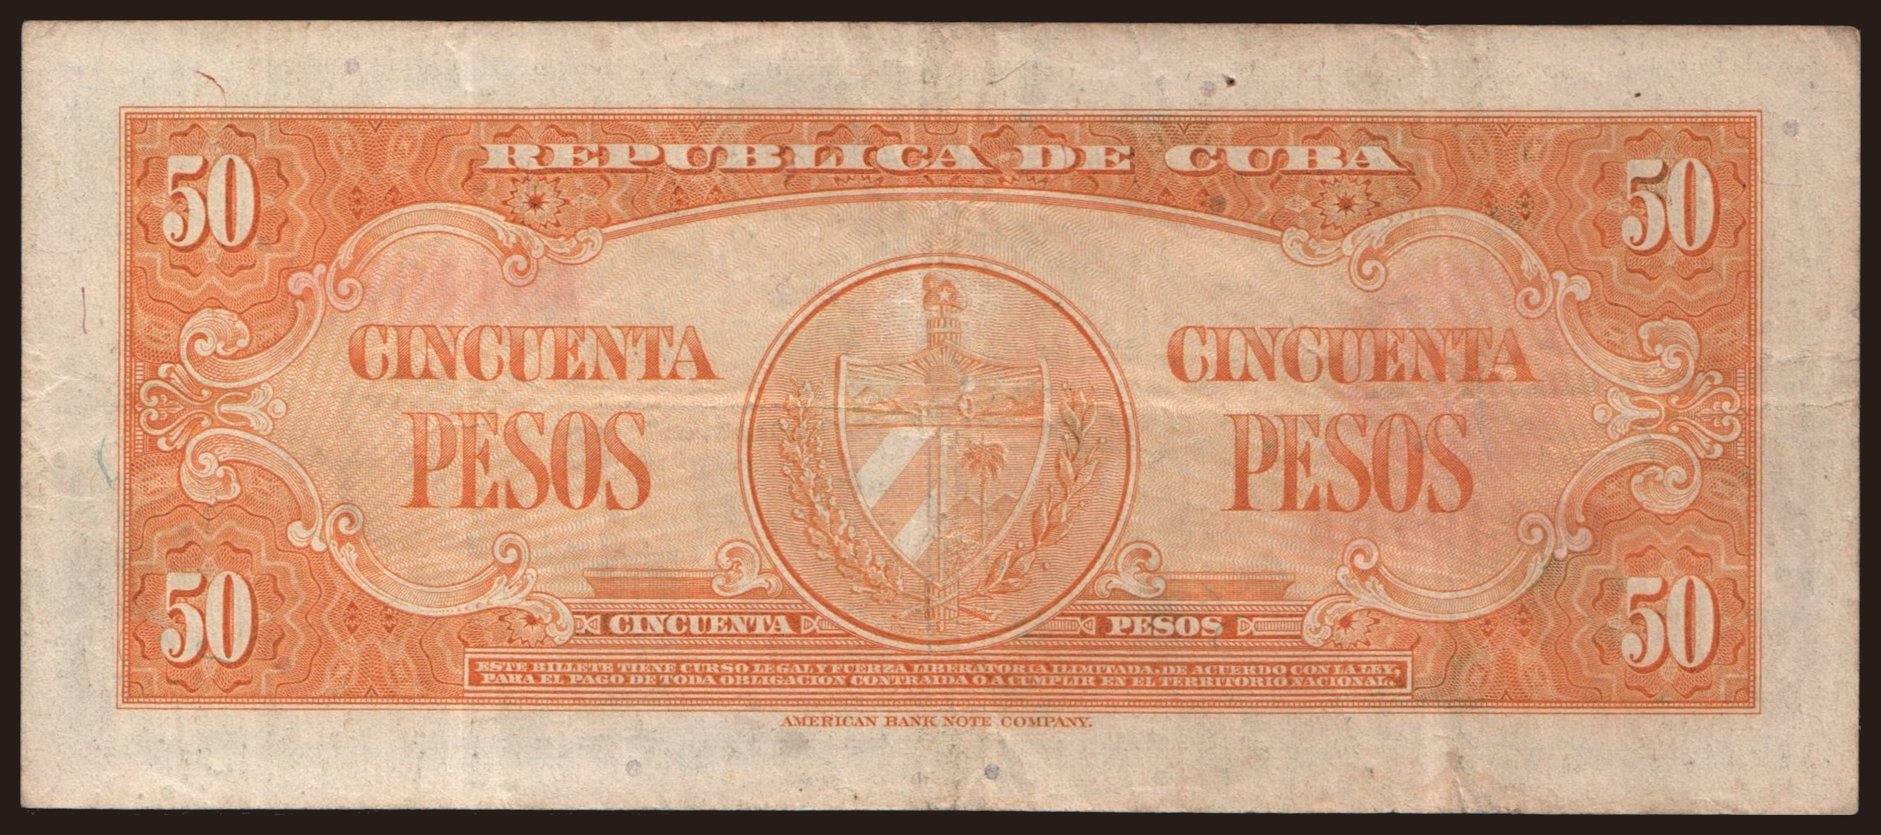 50 REPUBLICA DE CUBA 50
CINCUENTA CINCUENTA
PESOS PESOS
50 CINCUENTA PESOS 50
ESTE BILLETE TIENE CURSO LEGAL Y FUERZA LIBERATORIA ILIMITADA, DE ACUERDO CON LA LEY,
PARA EL PAGO DE TODA OBLIGACION CONTRAIDA O A CUMPLIR EN EL TERRITORIO NACIONAL.
AMERICAN BANK NOTE COMPANY.